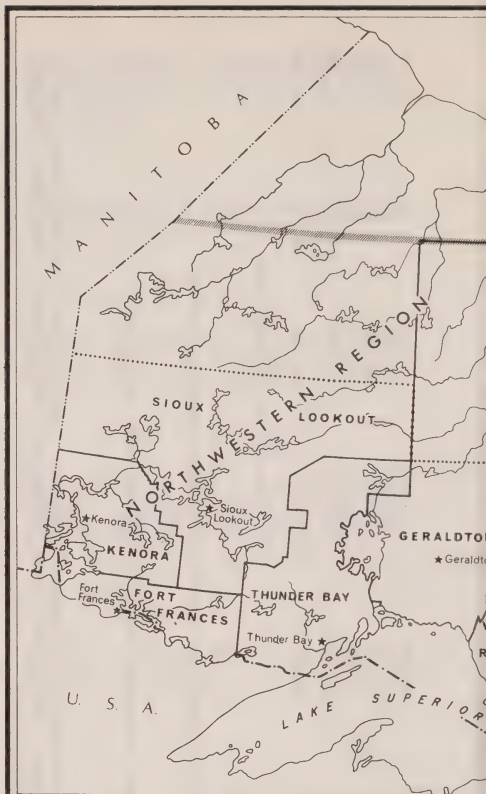 MANITOBA
NORTHWESTERN REGION
SIOUX LOOKOUT
★Kenora
Sioux
Lookout
KENORA
GERALDTO
★Geraldto
Fort
Frances
FORT
FRANCES
THUNDER BAY
Thunder Bay★
R
U. S. A.
LAKE SUPERIOR